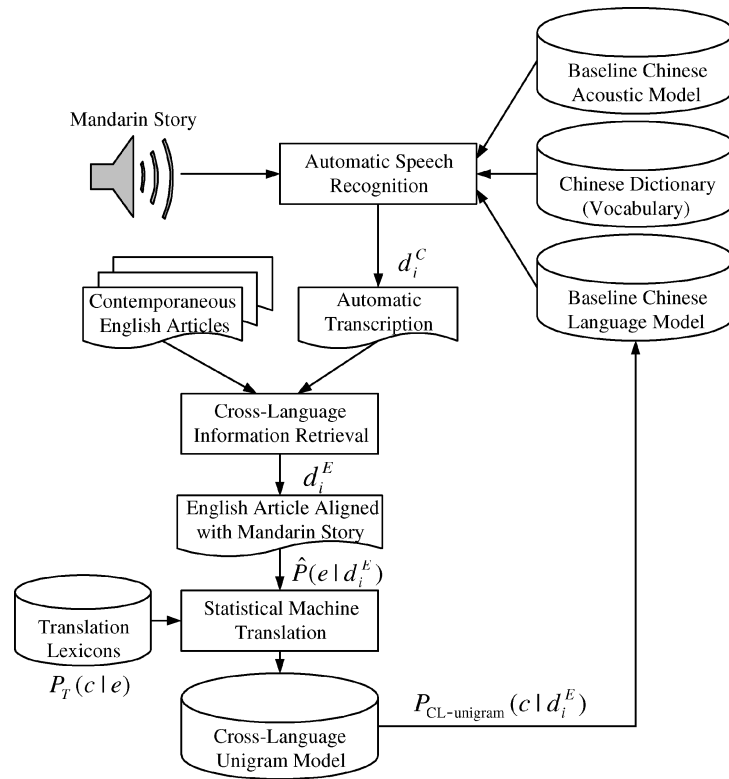 Baseline Chinese
Acoustic Model
Mandarin Story
Automatic Speech
Recognition
Chinese Dictionary
(Vocabulary)
d_i^C
Baseline Chinese
Language Model
Contemporaneous
English Articles
Automatic
Transcription
Cross-Language
Information Retrieval
d_i^E
English Article Aligned
with Mandarin Story
P̂(e | d_i^E)
Statistical Machine
Translation
Translation
Lexicons
P_T(c | e)
P_CL-unigram(c | d_i^E)
Cross-Language
Unigram Model